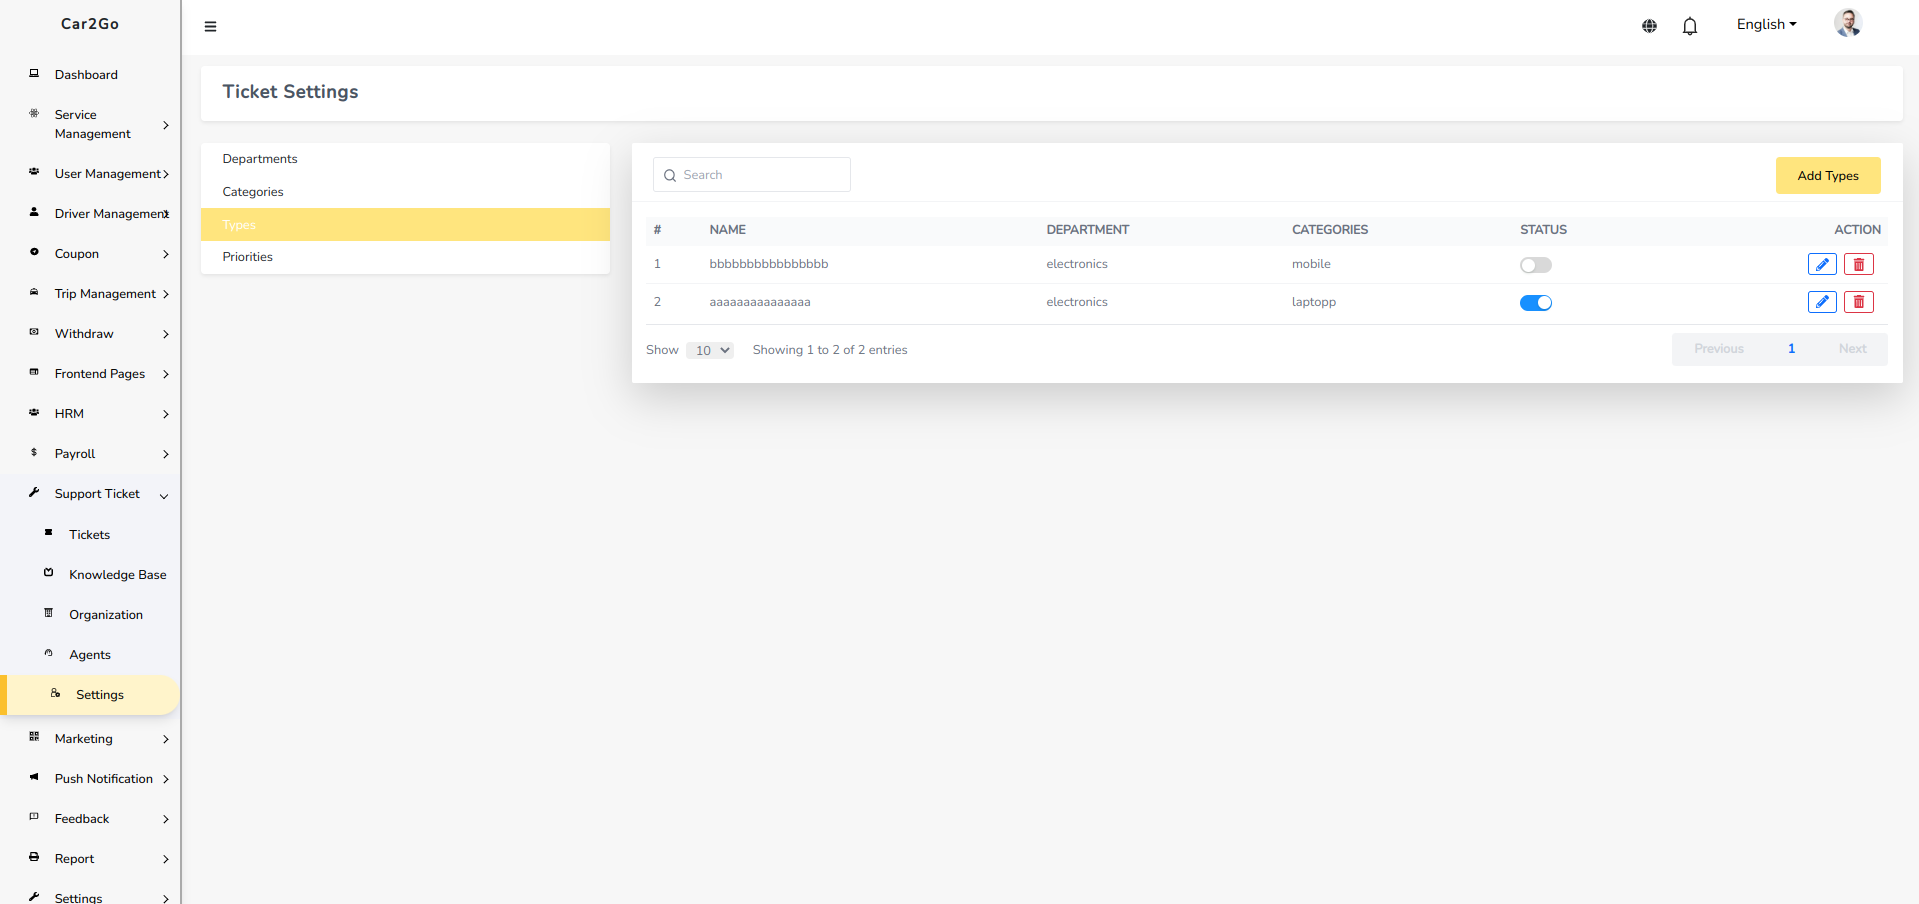 Car2Go
English
Dashboard
Service
Management
User Management
Driver Management
Coupon
Trip Management
Withdraw
Frontend Pages
HRM
Payroll
Support Ticket
Tickets
Knowledge Base
Organization
Agents
Settings
Marketing
Push Notification
Feedback
Report
Settings
Ticket Settings
Departments
Categories
Types
Priorities
Search
Add Types
# NAME DEPARTMENT CATEGORIES STATUS ACTION
1 bbbbbbbbbbbbbbbb electronics mobile
2 aaaaaaaaaaaaaaa electronics laptopp
Show 10 Showing 1 to 2 of 2 entries
Previous 1 Next